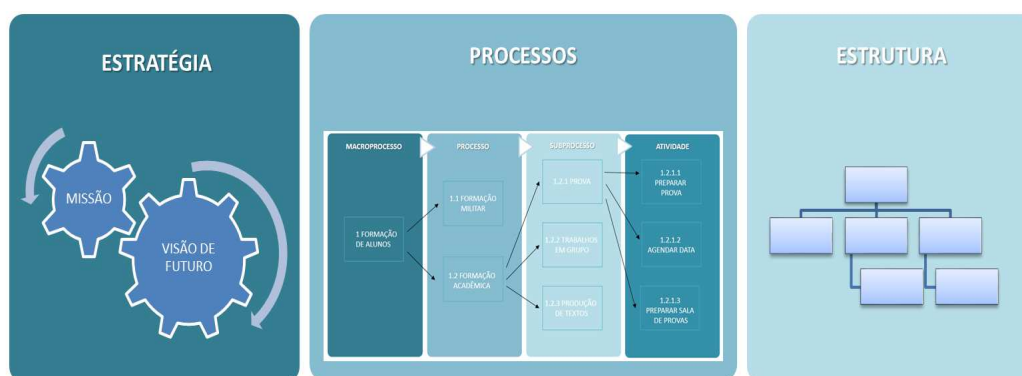 ESTRATÉGIA
MISSÃO
VISÃO DE
FUTURO
PROCESSOS
MACROPROCESSO
PROCESSO
SUBPROCESSO
ATIVIDADE
1 FORMAÇÃO
DE ALUNOS
1.1 FORMAÇÃO
MILITAR
1.2 FORMAÇÃO
ACADÊMICA
1.2.1 PROVA
1.2.2 TRABALHOS
EM GRUPO
1.2.3 PRODUÇÃO
DE TEXTOS
1.2.1.1
PREPARAR
PROVA
1.2.1.2
AGENDAR DATA
1.2.1.3
PREPARAR SALA
DE PROVAS
ESTRUTURA